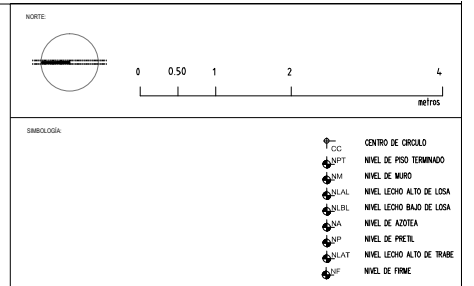 NORTE:
0 0.50 1 2 4
metros
SIMBOLOGÍA:
CC CENTRO DE CIRCULO
NPT NIVEL DE PISO TERMINADO
NM NIVEL DE MURO
NLAL NIVEL LECHO ALTO DE LOSA
NLBL NIVEL LECHO BAJO DE LOSA
NA NIVEL DE AZOTEA
NP NIVEL DE PRETIL
NLAT NIVEL LECHO ALTO DE TRABE
NF NIVEL DE FIRME